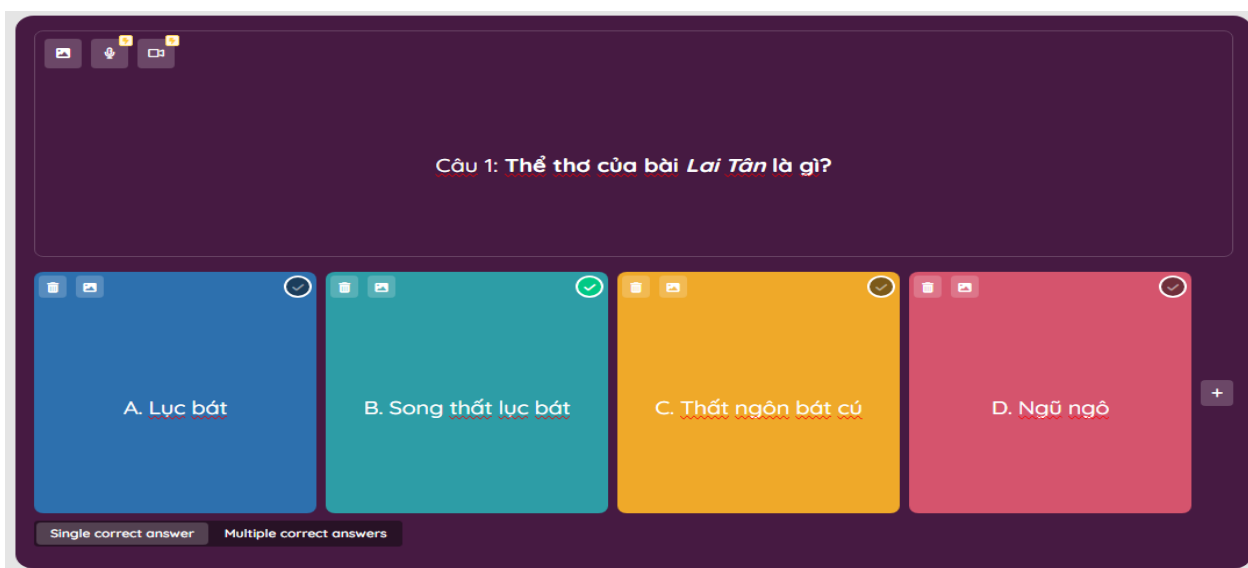 Câu 1: Thể thơ của bài Lai Tân là gì?
A. Lục bát
B. Song thất lục bát
C. Thất ngôn bát cú
D. Ngũ ngô
+
Single correct answer
Multiple correct answers